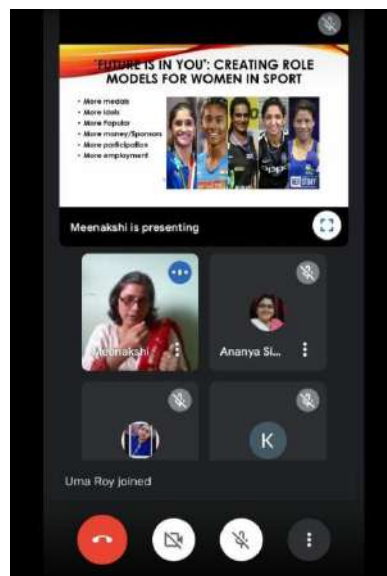 'FUTURE IS IN YOU': CREATING ROLE
MODELS FOR WOMEN IN SPORT
• More medals
• More idols
• More Popular
• More money/Sponsors
• More participation
• More employment
Meenakshi is presenting
Meenakshi
Ananya Si...
K
Uma Roy joined